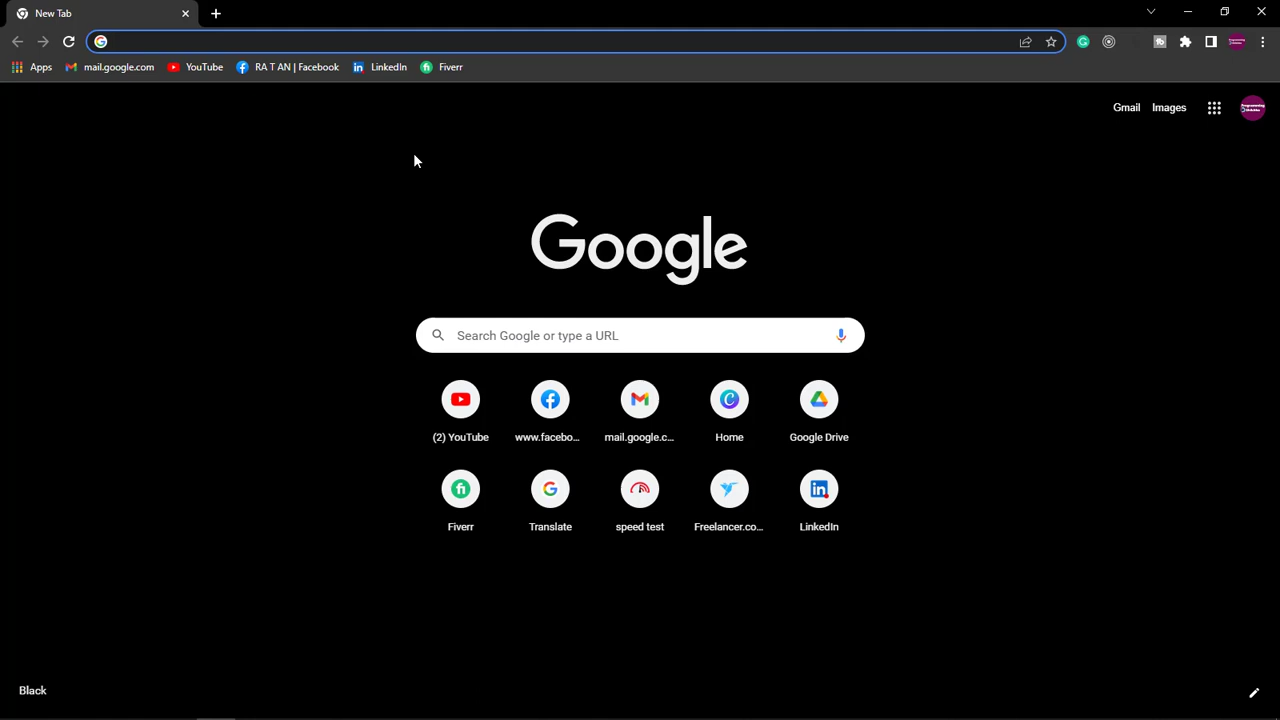 New Tab
Apps
mail.google.com
YouTube
RA T AN | Facebook
LinkedIn
Fiverr
Gmail
Images
Google
Search Google or type a URL
(2) YouTube
www.facebo...
mail.google.c...
Home
Google Drive
Fiverr
Translate
speed test
Freelancer.co...
LinkedIn
Black